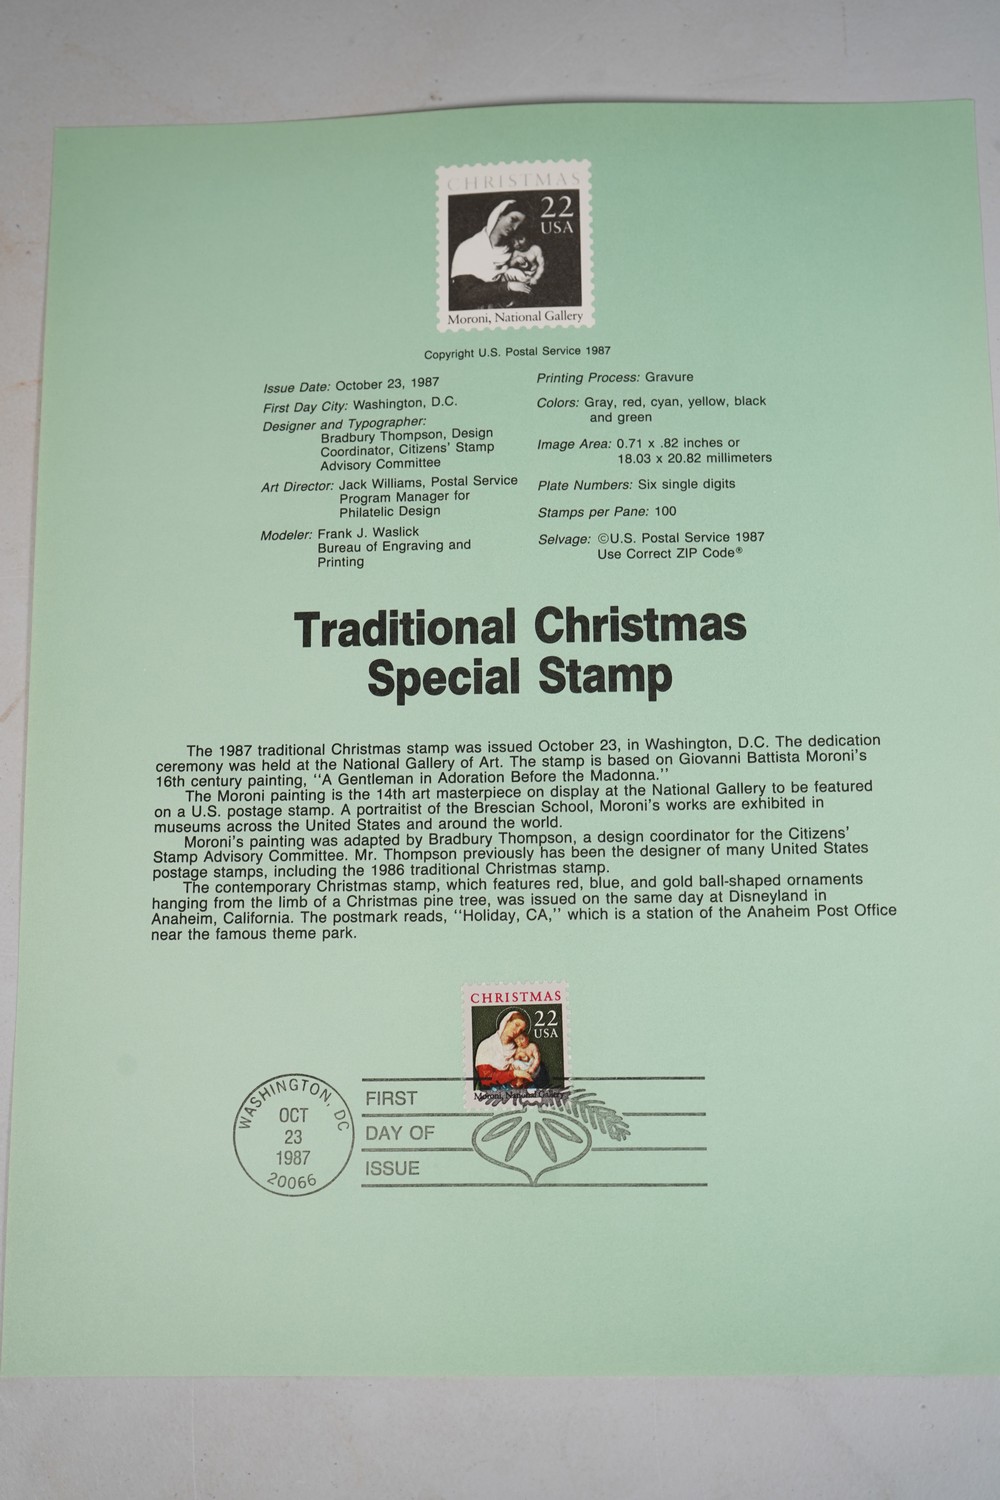 CHRISTMAS
22
USA
Moroni, National Gallery
Copyright U.S. Postal Service 1987
Issue Date: October 23, 1987
First Day City: Washington, D.C.
Designer and Typographer:
Bradbury Thompson, Design
Coordinator, Citizens' Stamp
Advisory Committee
Art Director: Jack Williams, Postal Service
Program Manager for
Philatelic Design
Modeler: Frank J. Waslick
Bureau of Engraving and
Printing
Printing Process: Gravure
Colors: Gray, red, cyan, yellow, black
and green
Image Area: 0.71 x .82 inches or
18.03 x 20.82 millimeters
Plate Numbers: Six single digits
Stamps per Pane: 100
Selvage: ©U.S. Postal Service 1987
Use Correct ZIP Code®
Traditional Christmas
Special Stamp
The 1987 traditional Christmas stamp was issued October 23, in Washington, D.C. The dedication
ceremony was held at the National Gallery of Art. The stamp is based on Giovanni Battista Moroni's
16th century painting, "A Gentleman in Adoration Before the Madonna."
The Moroni painting is the 14th art masterpiece on display at the National Gallery to be featured
on a U.S. postage stamp. A portraitist of the Brescian School, Moroni's works are exhibited in
museums across the United States and around the world.
Moroni's painting was adapted by Bradbury Thompson, a design coordinator for the Citizens'
Stamp Advisory Committee. Mr. Thompson previously has been the designer of many United States
postage stamps, including the 1986 traditional Christmas stamp.
The contemporary Christmas stamp, which features red, blue, and gold ball-shaped ornaments
hanging from the limb of a Christmas pine tree, was issued on the same day at Disneyland in
Anaheim, California. The postmark reads, "Holiday, CA," which is a station of the Anaheim Post Office
near the famous theme park.
CHRISTMAS
22
USA
Moroni, National Gallery
WASHINGTON, DC
OCT
23
1987
20066
FIRST
DAY OF
ISSUE